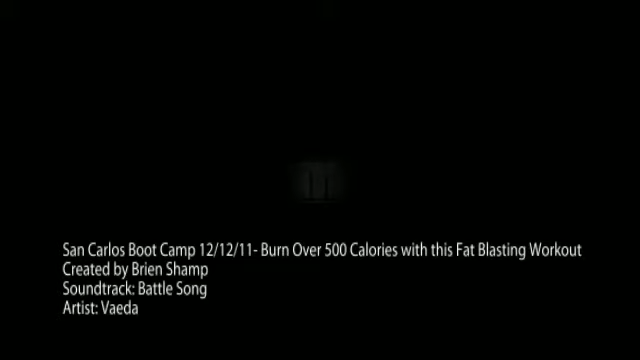 San Carlos Boot Camp 12/12/11- Burn Over 500 Calories with this Fat Blasting Workout
Created by Brien Shamp
Soundtrack: Battle Song
Artist: Vaeda